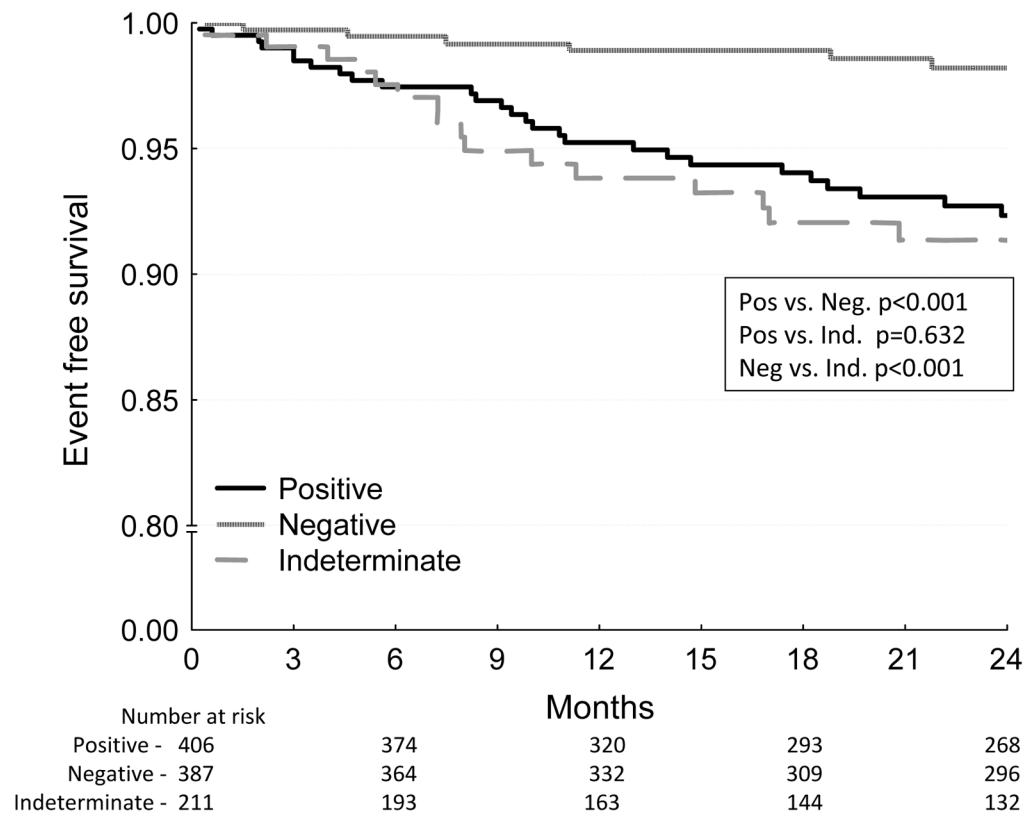 1.00
0.95
0.90
0.85
0.80
0.00
Event free survival
Pos vs. Neg. p<0.001
Pos vs. Ind. p=0.632
Neg vs. Ind. p<0.001
Positive
Negative
Indeterminate
0 3 6 9 12 15 18 21 24
Months
Number at risk
Positive - 406 374 320 293 268
Negative - 387 364 332 309 296
Indeterminate - 211 193 163 144 132